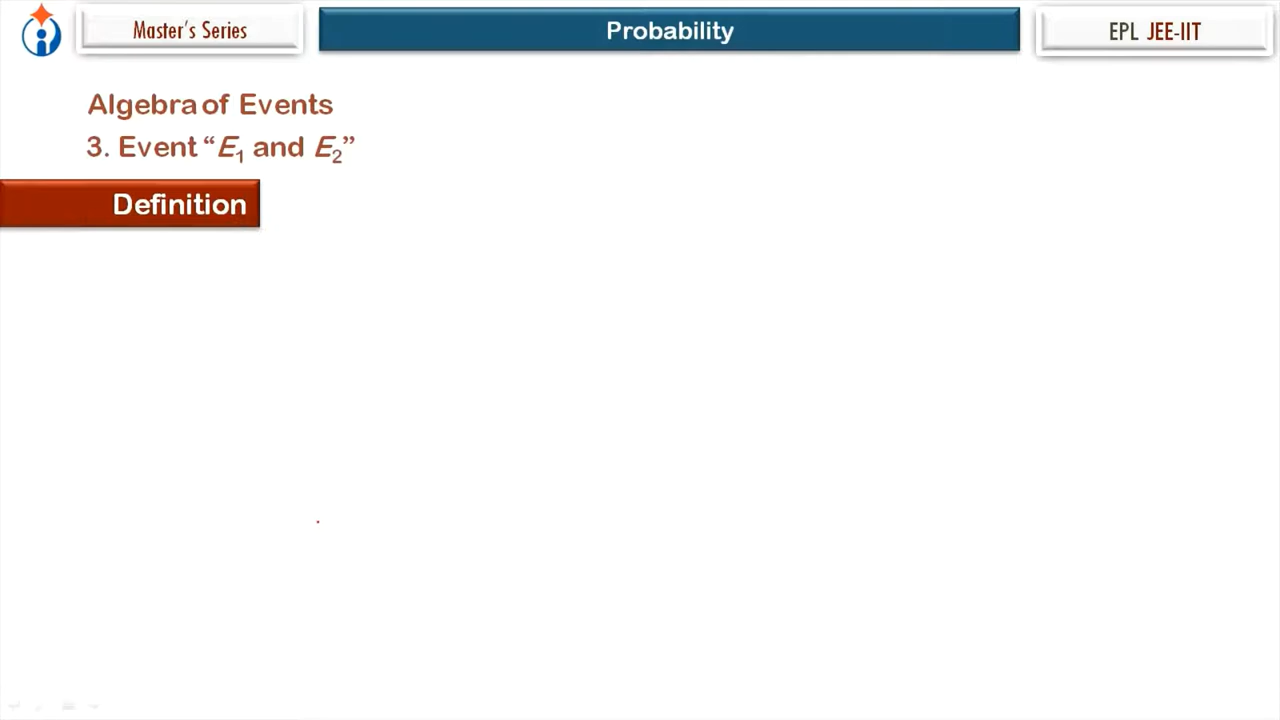 Master's Series
Probability
EPL JEE-IIT
Algebra of Events
3. Event “E₁ and E₂”
Definition